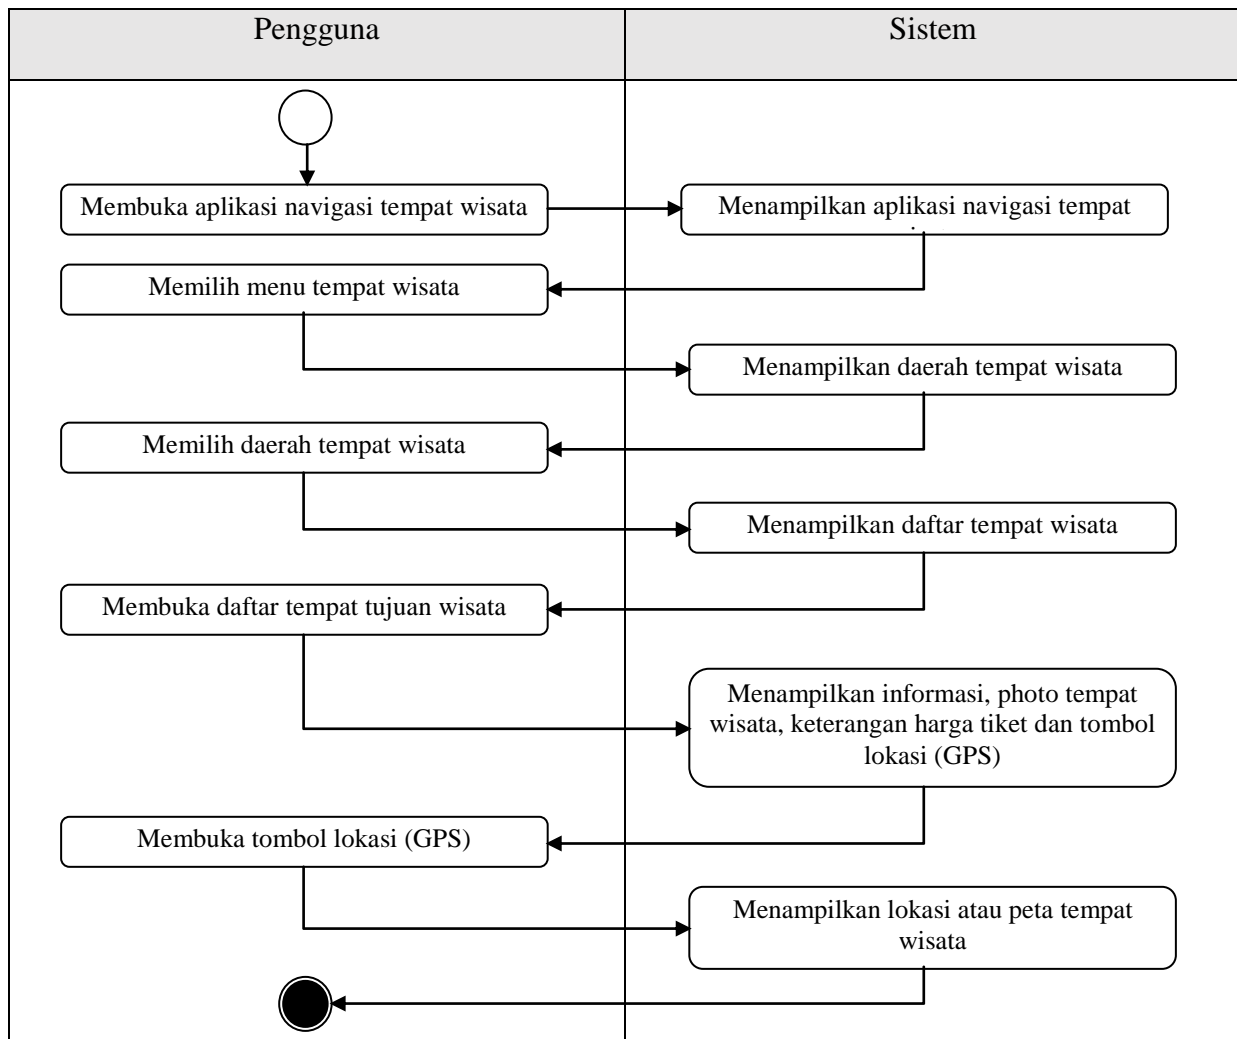 Pengguna
Sistem
Membuka aplikasi navigasi tempat wisata
Menampilkan aplikasi navigasi tempat
Memilih menu tempat wisata
Menampilkan daerah tempat wisata
Memilih daerah tempat wisata
Menampilkan daftar tempat wisata
Membuka daftar tempat tujuan wisata
Menampilkan informasi, photo tempat
wisata, keterangan harga tiket dan tombol
lokasi (GPS)
Membuka tombol lokasi (GPS)
Menampilkan lokasi atau peta tempat
wisata